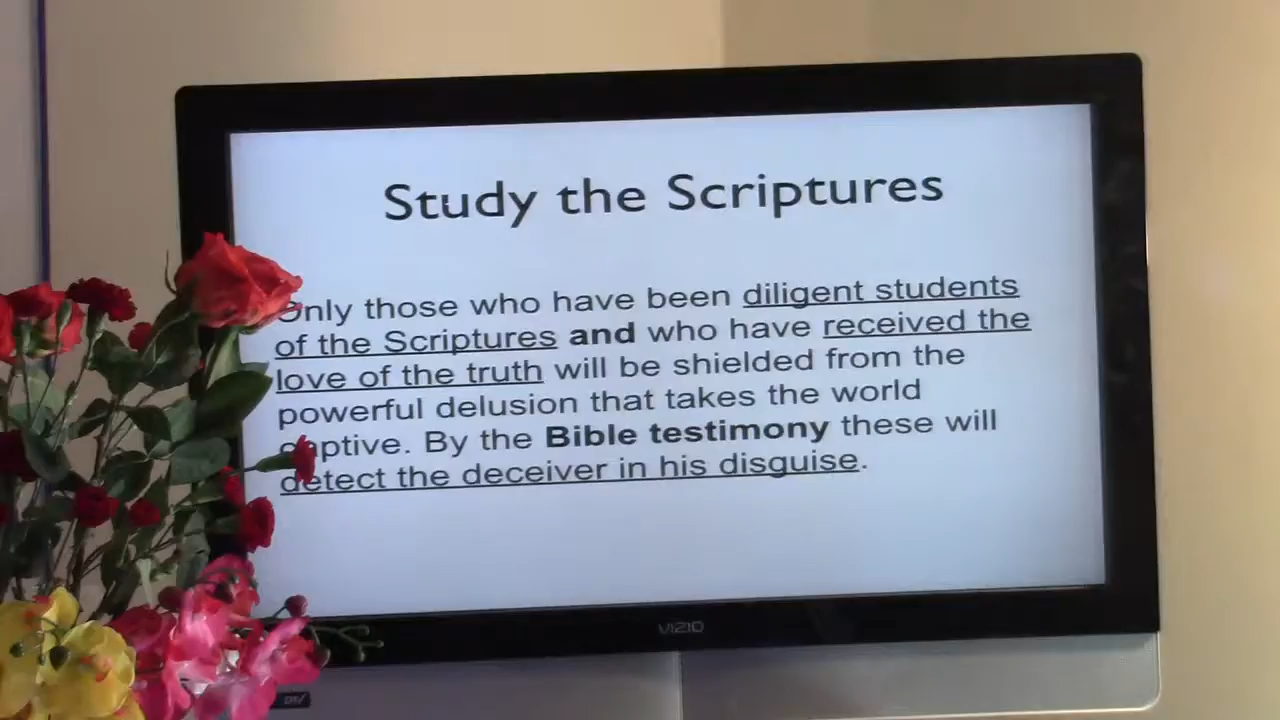 Study the Scriptures
Only those who have been diligent students
of the Scriptures and who have received the
love of the truth will be shielded from the
powerful delusion that takes the world
captive. By the Bible testimony these will
detect the deceiver in his disguise.
VIZIO